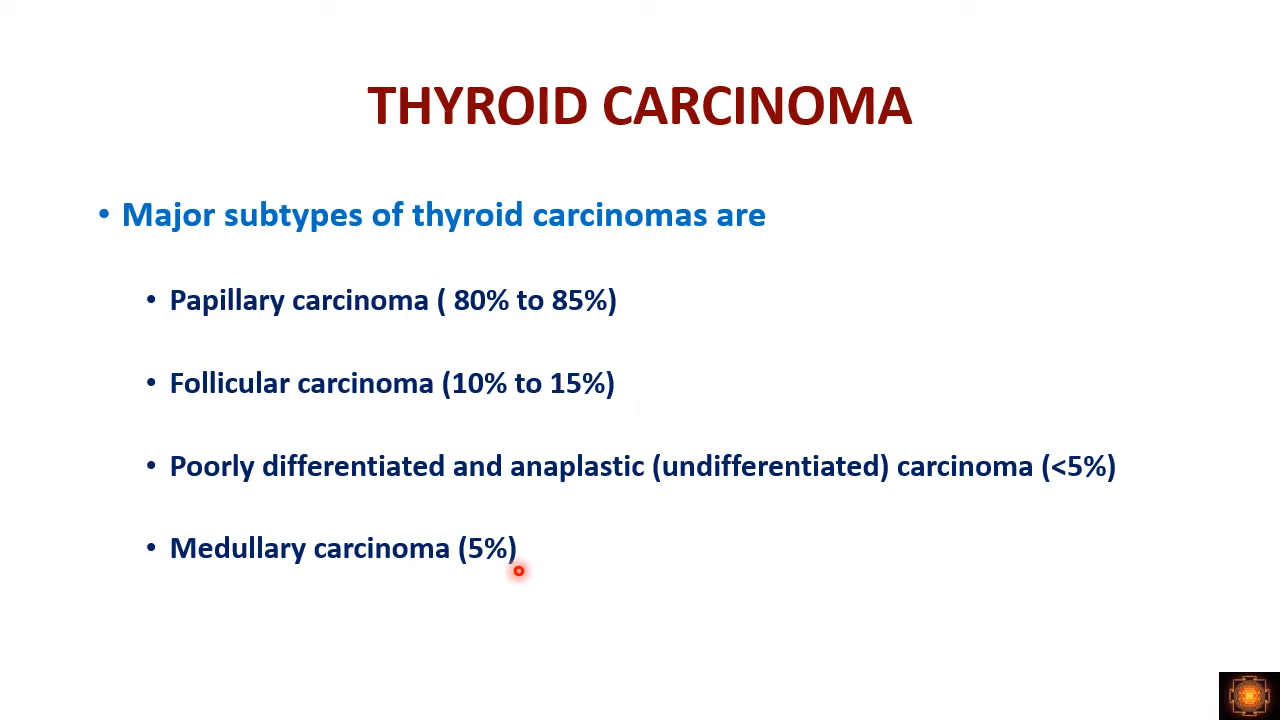 THYROID CARCINOMA
• Major subtypes of thyroid carcinomas are
• Papillary carcinoma ( 80% to 85%)
• Follicular carcinoma (10% to 15%)
• Poorly differentiated and anaplastic (undifferentiated) carcinoma (<5%)
• Medullary carcinoma (5%)